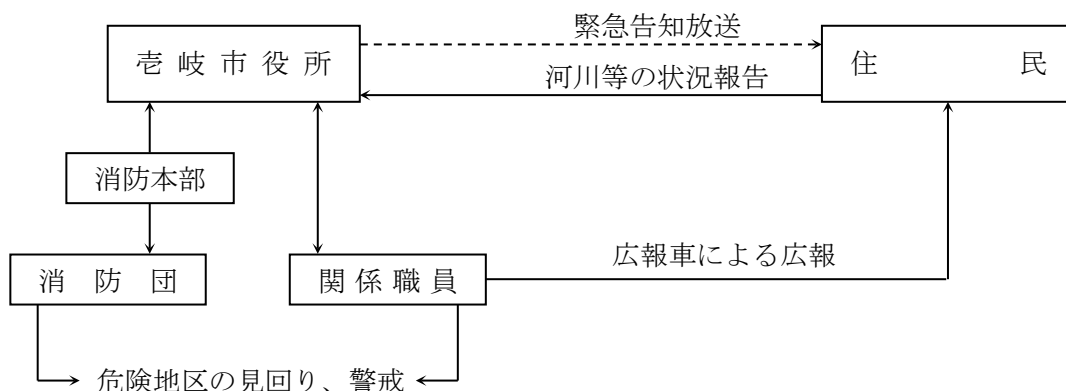 緊急告知放送
壱岐市役所
住民
河川等の状況報告
消防本部
広報車による広報
消防団
関係職員
危険地区の見回り、警戒